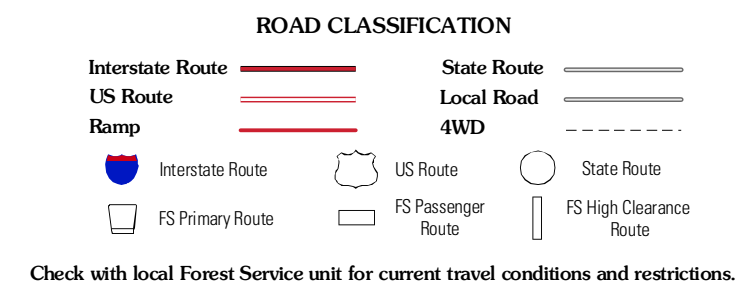 ROAD CLASSIFICATION
Interstate Route
State Route
US Route
Local Road
Ramp
4WD
Interstate Route
US Route
State Route
FS Primary Route
FS Passenger
Route
FS High Clearance
Route
Check with local Forest Service unit for current travel conditions and restrictions.